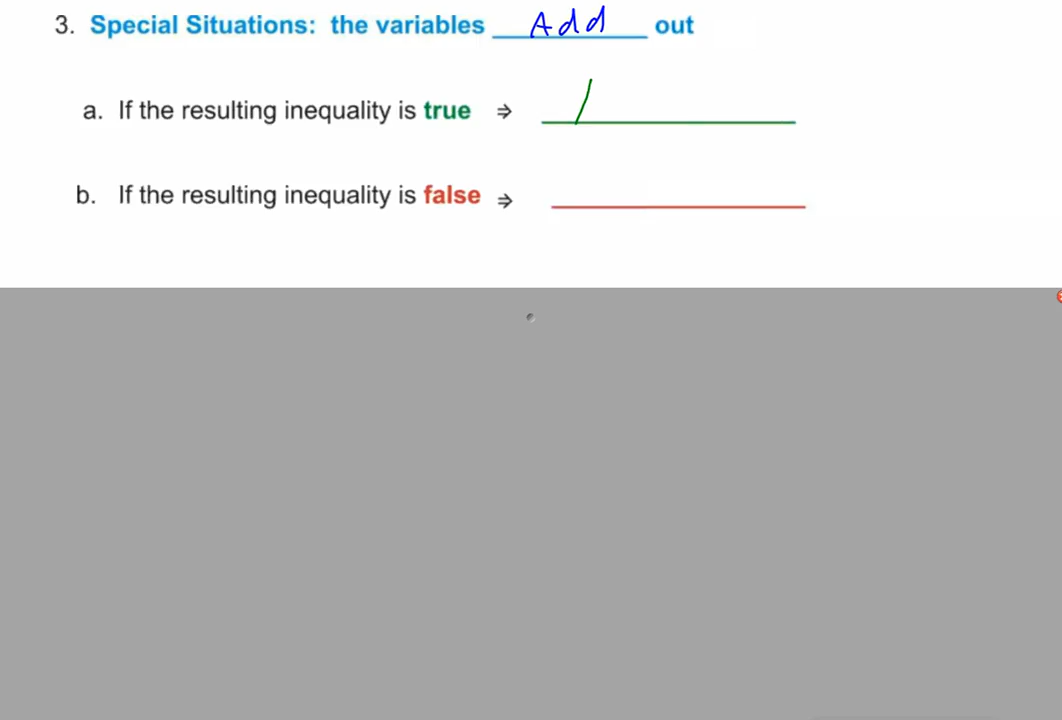 3. Special Situations: the variables Add out
a. If the resulting inequality is true ⇒
b. If the resulting inequality is false ⇒